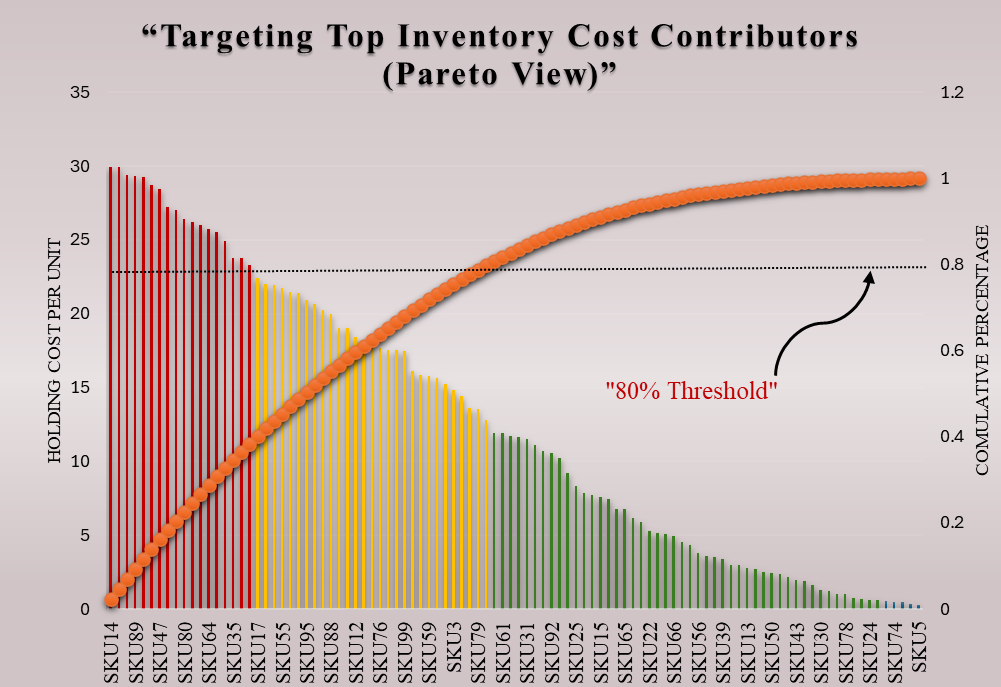 “Targeting Top Inventory Cost Contributors
(Pareto View)”
35
30
25
20
15
10
5
0
HOLDING COST PER UNIT
1.2
1
0.8
0.6
0.4
0.2
0
COMULATIVE PERCENTAGE
"80% Threshold"
SKU14
SKU89
SKU47
SKU80
SKU64
SKU35
SKU17
SKU55
SKU95
SKU88
SKU12
SKU76
SKU99
SKU59
SKU3
SKU79
SKU61
SKU31
SKU92
SKU25
SKU15
SKU65
SKU22
SKU66
SKU56
SKU39
SKU13
SKU50
SKU43
SKU30
SKU78
SKU24
SKU74
SKU5